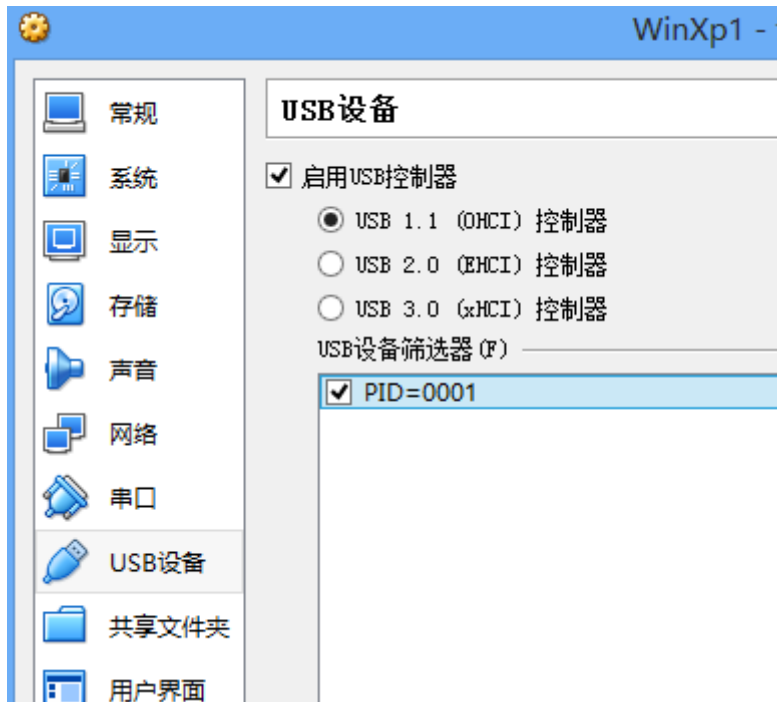 WinXp1 -
常规
系统
显示
存储
声音
网络
串口
USB设备
共享文件夹
用户界面
USB设备
启用USB控制器
USB 1.1 (OHCI) 控制器
USB 2.0 (EHCI) 控制器
USB 3.0 (xHCI) 控制器
USB设备筛选器(F)
PID=0001